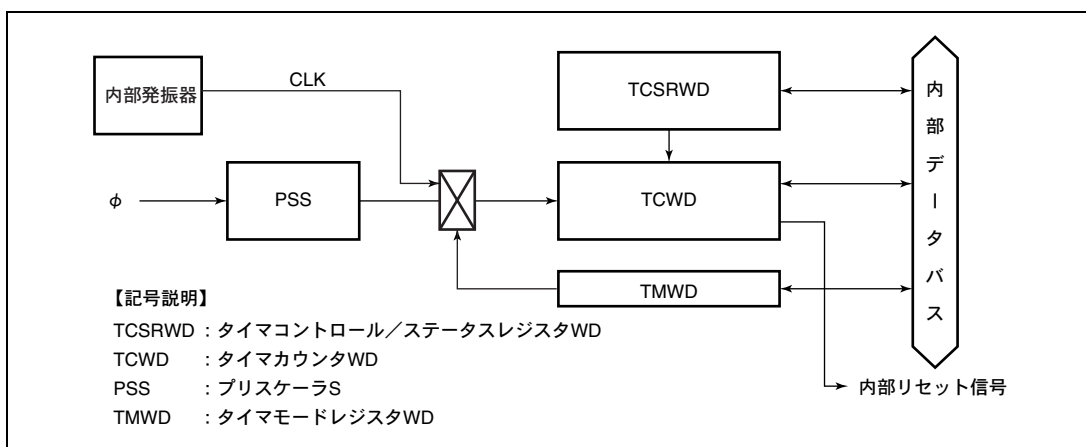 内部発振器
CLK
φ
PSS
TCSRWD
TCWD
TMWD
内部データバス
内部リセット信号
【記号説明】
TCSRWD：タイマコントロール／ステータスレジスタWD
TCWD ：タイマカウンタWD
PSS ：プリスケーラS
TMWD ：タイマモードレジスタWD